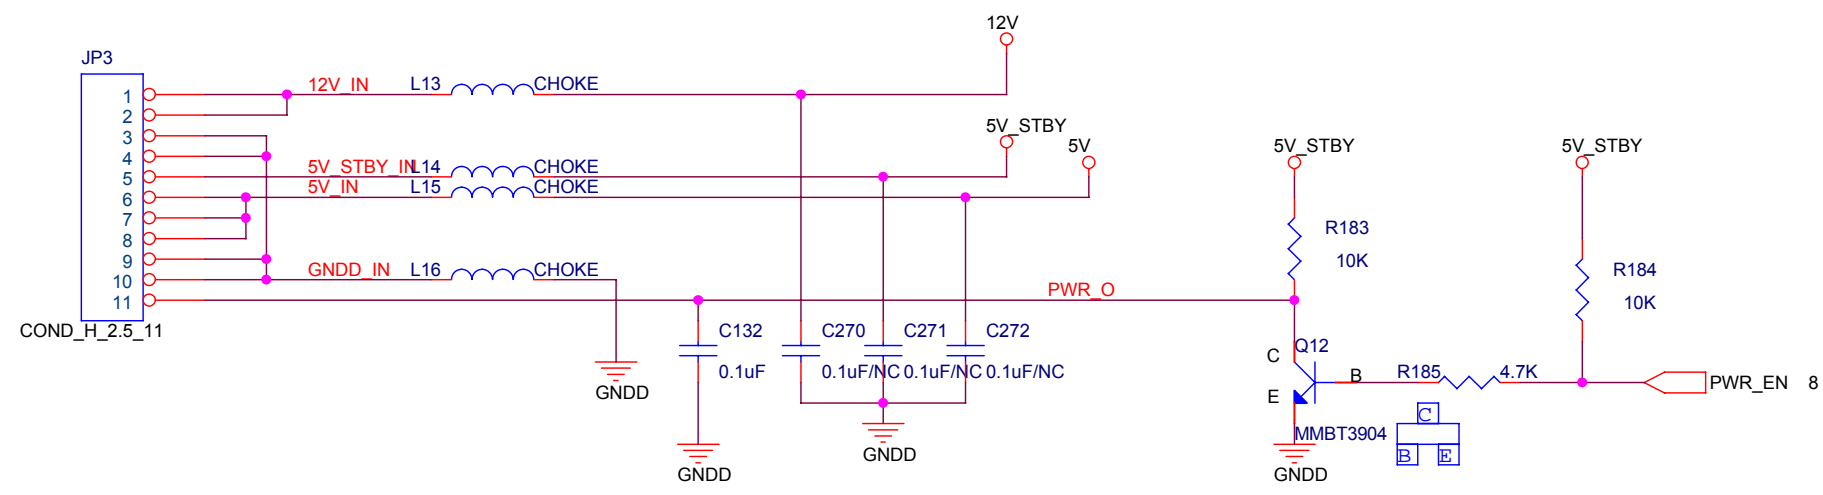 12V
JP3
1
12V_IN
L13
CHOKE
2
3
4
5V_STBY
5V
5V_STBY
5V_STBY
5
5V_STBY_IN
L14
CHOKE
6
5V_IN
L15
CHOKE
7
8
9
10
GNDD_IN
L16
CHOKE
11
PWR_O
COND_H_2.5_11
R183
10K
R184
10K
C132
0.1uF
C270
0.1uF/NC
C271
0.1uF/NC
C272
0.1uF/NC
GNDD
GNDD
GNDD
C
Q12
B
E
MMBT3904
GNDD
R185
4.7K
PWR_EN 8
C
B
E